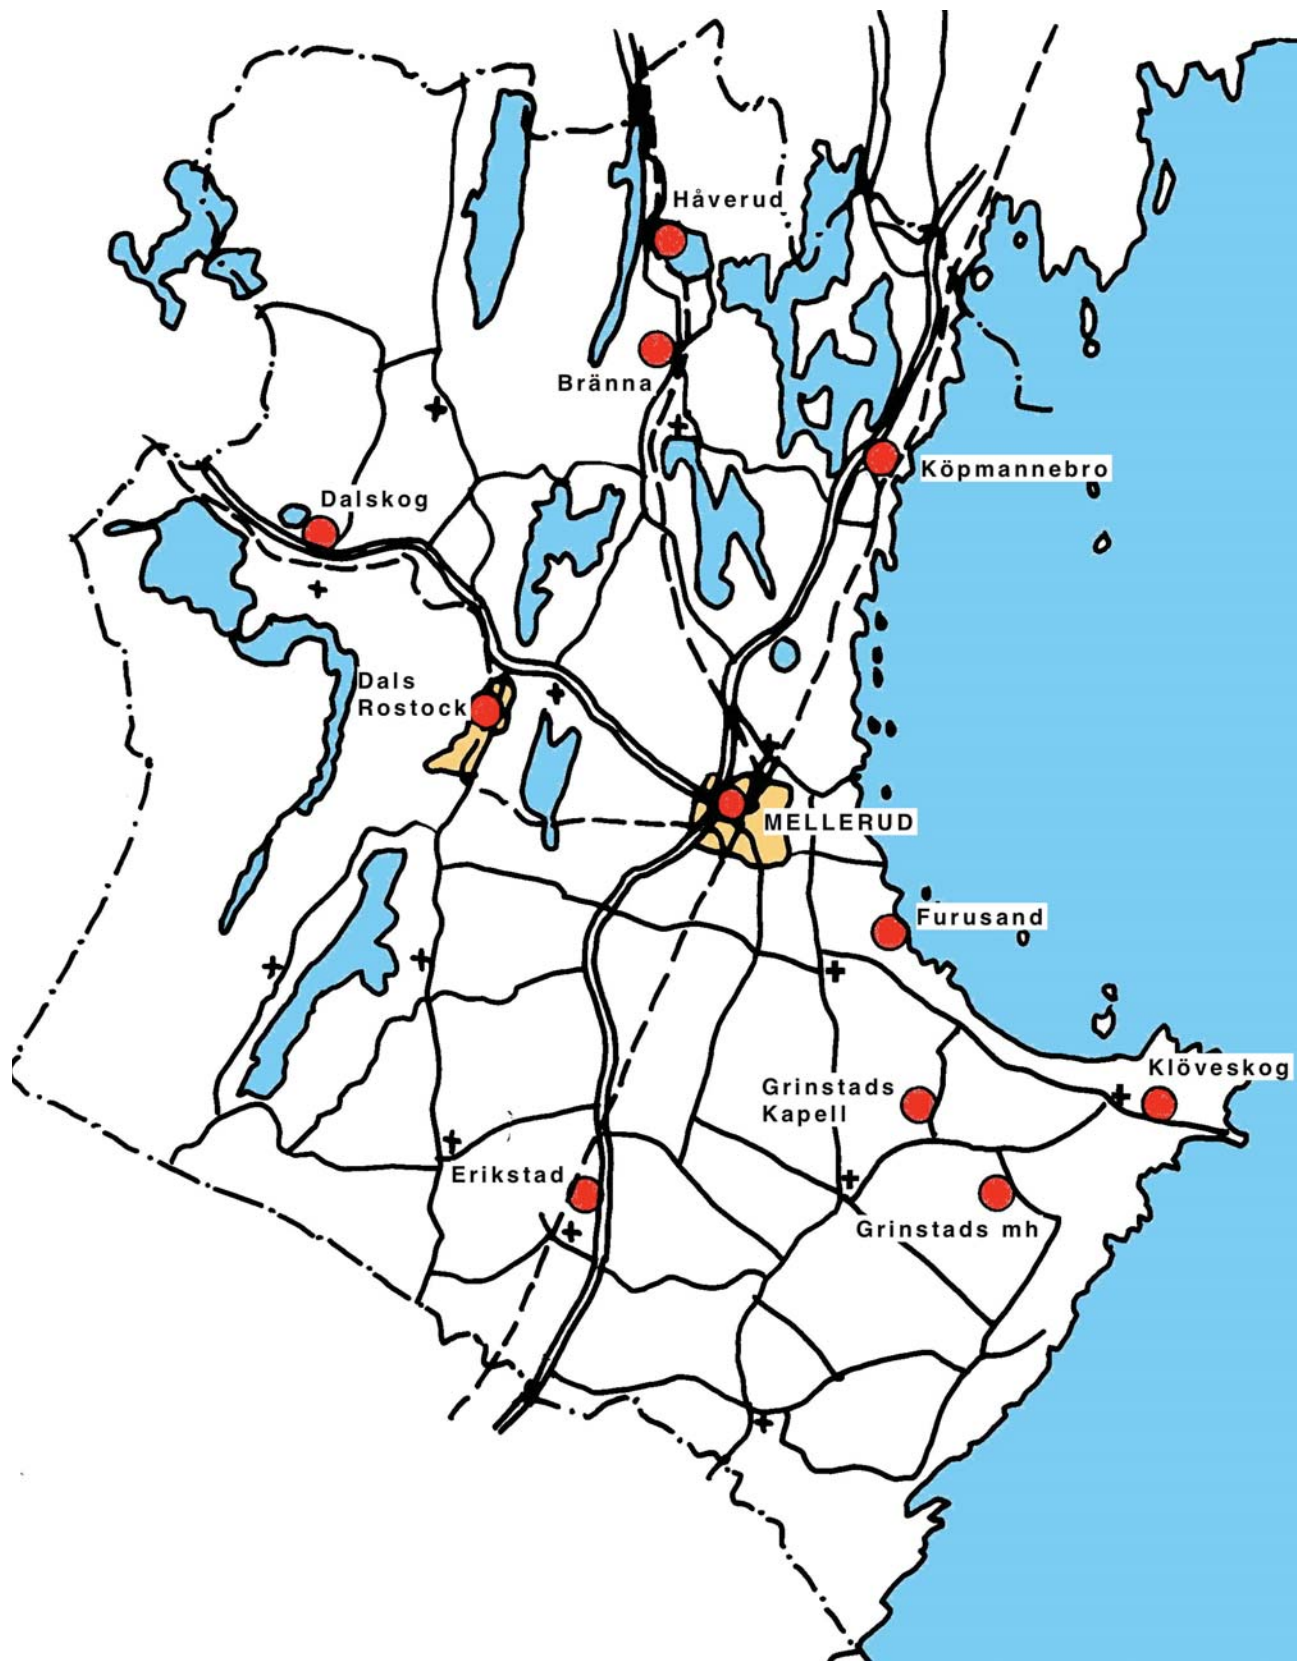 Håverud
Bränna
Köpmannebro
Dalskog
Dals
Rostock
MELLERUD
Furusand
Klöveskog
Grinstads
Kapell
Erikstad
Grinstads mh